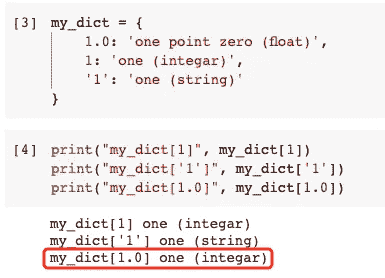 [3] my_dict = {
1.0: 'one point zero (float)',
1: 'one (integar)',
'1': 'one (string)'
}
[4] print("my_dict[1]", my_dict[1])
print("my_dict['1']", my_dict['1'])
print("my_dict[1.0]", my_dict[1.0])
my_dict[1] one (integar)
my_dict['1'] one (string)
my_dict[1.0] one (integar)